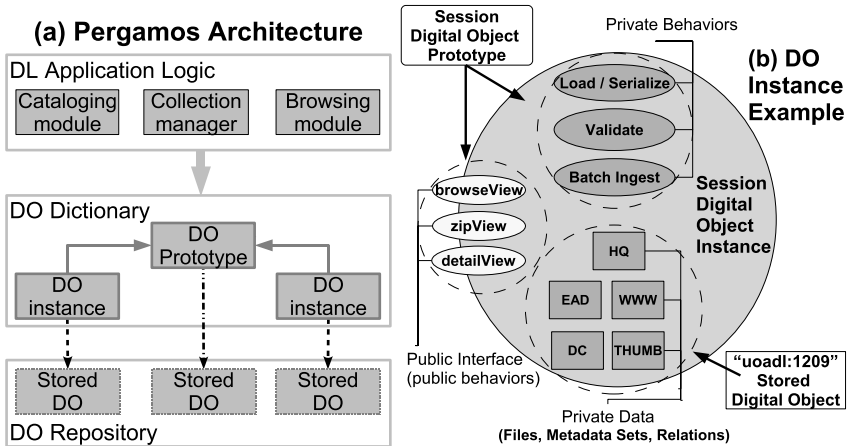 (a) Pergamos Architecture
DL Application Logic
Cataloging
module
Collection
manager
Browsing
module
DO Dictionary
DO
Prototype
DO
instance
DO
instance
Stored
DO
Stored
DO
Stored
DO
DO Repository
Session
Digital Object
Prototype
Private Behaviors
(b) DO
Instance
Example
Load / Serialize
Validate
Batch Ingest
browseView
zipView
detailView
Session
Digital
Object
Instance
HQ
EAD
WWW
DC
THUMB
Public Interface
(public behaviors)
“uoadl:1209”
Stored
Digital Object
Private Data
(Files, Metadata Sets, Relations)